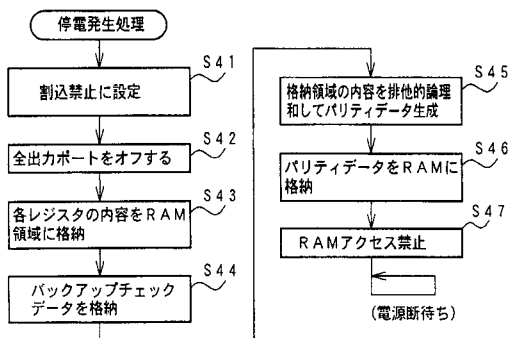 停電発生処理
S41
割込禁止に設定
S42
全出力ポートをオフする
S43
各レジスタの内容をRAM
領域に格納
S44
バックアップチェック
データを格納
S45
格納領域の内容を排他的論理
和してパリティデータ生成
S46
パリティデータをRAMに
格納
S47
RAMアクセス禁止
(電源断待ち)